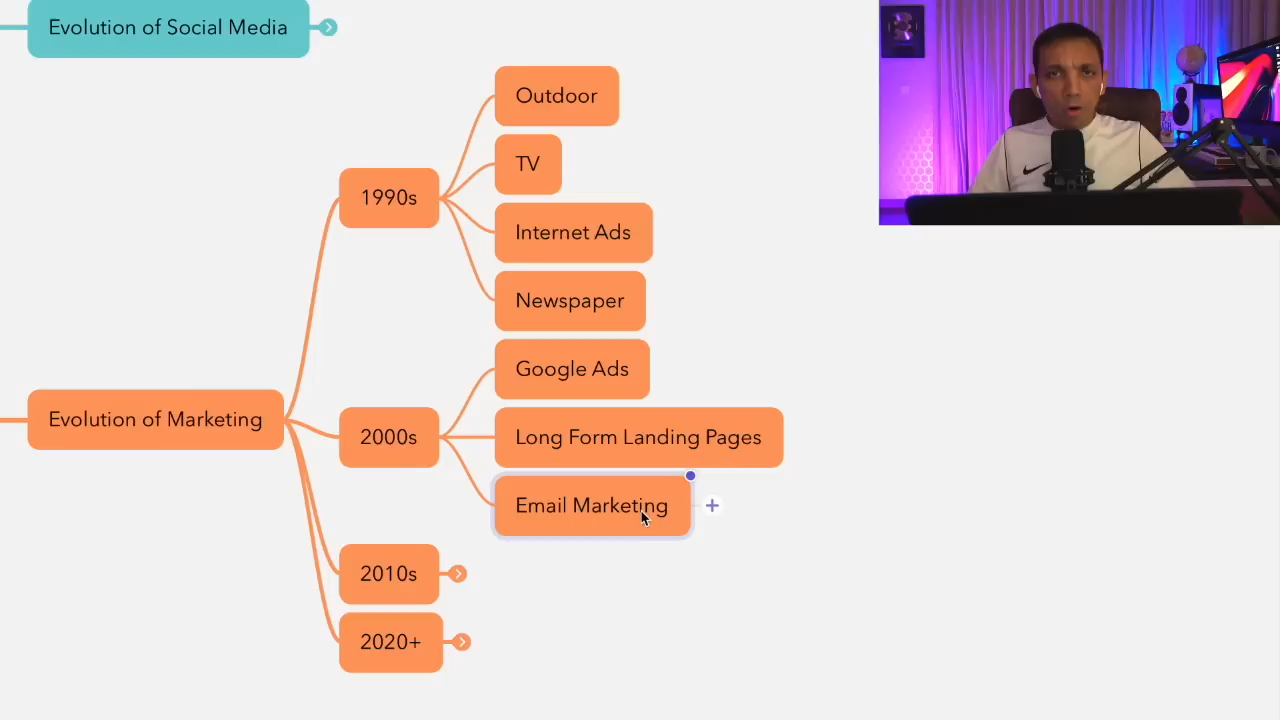 Evolution of Social Media
Outdoor
TV
1990s
Internet Ads
Newspaper
Google Ads
Evolution of Marketing
2000s
Long Form Landing Pages
Email Marketing
2010s
2020+